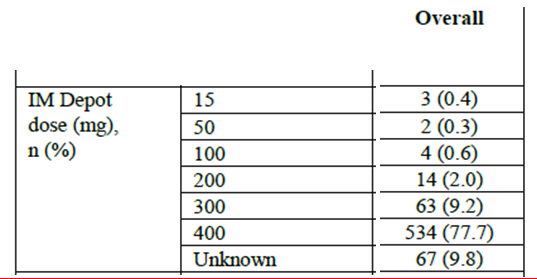 Overall
IM Depot 15 3 (0.4)
dose (mg), 50 2 (0.3)
n (%) 100 4 (0.6)
200 14 (2.0)
300 63 (9.2)
400 534 (77.7)
Unknown 67 (9.8)